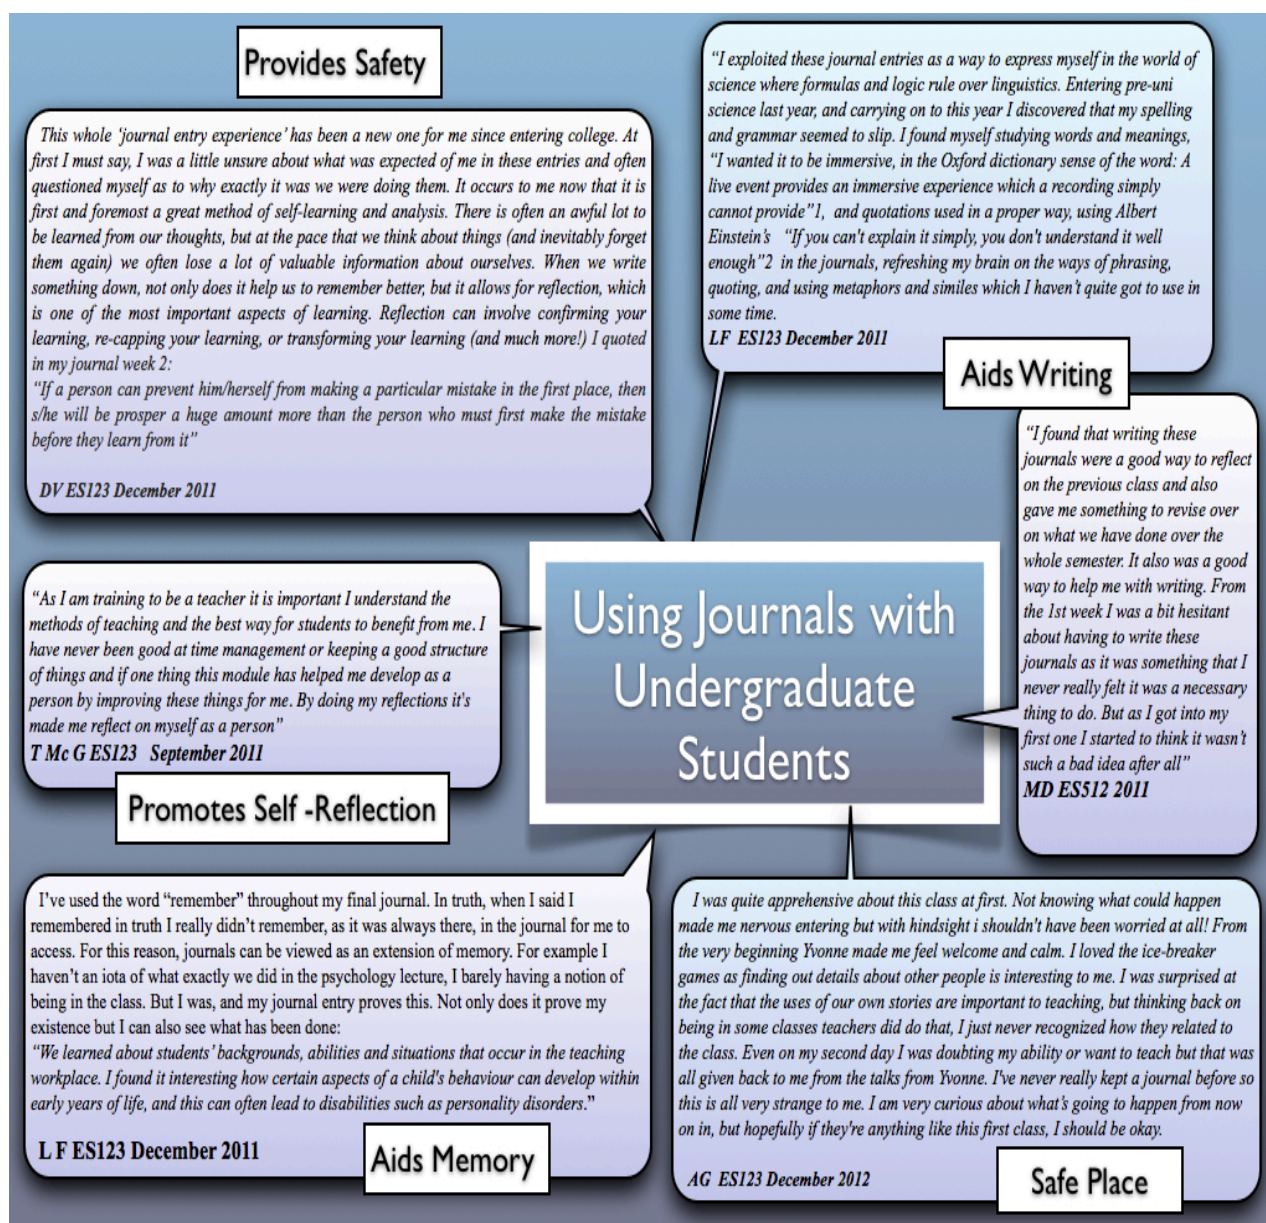 Provides Safety
This whole ‘journal entry experience’ has been a new one for me since entering college. At
first I must say, I was a little unsure about what was expected of me in these entries and often
questioned myself as to why exactly it was we were doing them. It occurs to me now that it is
first and foremost a great method of self-learning and analysis. There is often an awful lot to
be learned from our thoughts, but at the pace that we think about things (and inevitably forget
them again) we often lose a lot of valuable information about ourselves. When we write
something down, not only does it help us to remember better, but it allows for reflection, which
is one of the most important aspects of learning. Reflection can involve confirming your
learning, re-capping your learning, or transforming your learning (and much more!) I quoted
in my journal week 2:
“If a person can prevent him/herself from making a particular mistake in the first place, then
s/he will be prosper a huge amount more than the person who must first make the mistake
before they learn from it”
DV ES123 December 2011
“I exploited these journal entries as a way to express myself in the world of
science where formulas and logic rule over linguistics. Entering pre-uni
science last year, and carrying on to this year I discovered that my spelling
and grammar seemed to slip. I found myself studying words and meanings,
“I wanted it to be immersive, in the Oxford dictionary sense of the word: A
live event provides an immersive experience which a recording simply
cannot provide”1, and quotations used in a proper way, using Albert
Einstein’s “If you can't explain it simply, you don't understand it well
enough”2 in the journals, refreshing my brain on the ways of phrasing,
quoting, and using metaphors and similes which I haven’t quite got to use in
some time.
LF ES123 December 2011
Aids Writing
“I found that writing these
journals were a good way to reflect
on the previous class and also
gave me something to revise over
on what we have done over the
whole semester. It also was a good
way to help me with writing. From
the 1st week I was a bit hesitant
about having to write these
journals as it was something that I
never really felt it was a necessary
thing to do. But as I got into my
first one I started to think it wasn’t
such a bad idea after all”
MD ES512 2011
“As I am training to be a teacher it is important I understand the
methods of teaching and the best way for students to benefit from me. I
have never been good at time management or keeping a good structure
of things and if one thing this module has helped me develop as a
person by improving these things for me. By doing my reflections it's
made me reflect on myself as a person”
T Mc G ES123 September 2011
Promotes Self -Reflection
Using Journals with
Undergraduate
Students
I’ve used the word “remember” throughout my final journal. In truth, when I said I
remembered in truth I really didn’t remember, as it was always there, in the journal for me to
access. For this reason, journals can be viewed as an extension of memory. For example I
haven’t an iota of what exactly we did in the psychology lecture, I barely having a notion of
being in the class. But I was, and my journal entry proves this. Not only does it prove my
existence but I can also see what has been done:
“We learned about students’ backgrounds, abilities and situations that occur in the teaching
workplace. I found it interesting how certain aspects of a child's behaviour can develop within
early years of life, and this can often lead to disabilities such as personality disorders.”
L F ES123 December 2011
Aids Memory
I was quite apprehensive about this class at first. Not knowing what could happen
made me nervous entering but with hindsight i shouldn't have been worried at all! From
the very beginning Yvonne made me feel welcome and calm. I loved the ice-breaker
games as finding out details about other people is interesting to me. I was surprised at
the fact that the uses of our own stories are important to teaching, but thinking back on
being in some classes teachers did do that, I just never recognized how they related to
the class. Even on my second day I was doubting my ability or want to teach but that was
all given back to me from the talks from Yvonne. I've never really kept a journal before so
this is all very strange to me. I am very curious about what’s going to happen from now
on in, but hopefully if they're anything like this first class, I should be okay.
AG ES123 December 2012
Safe Place